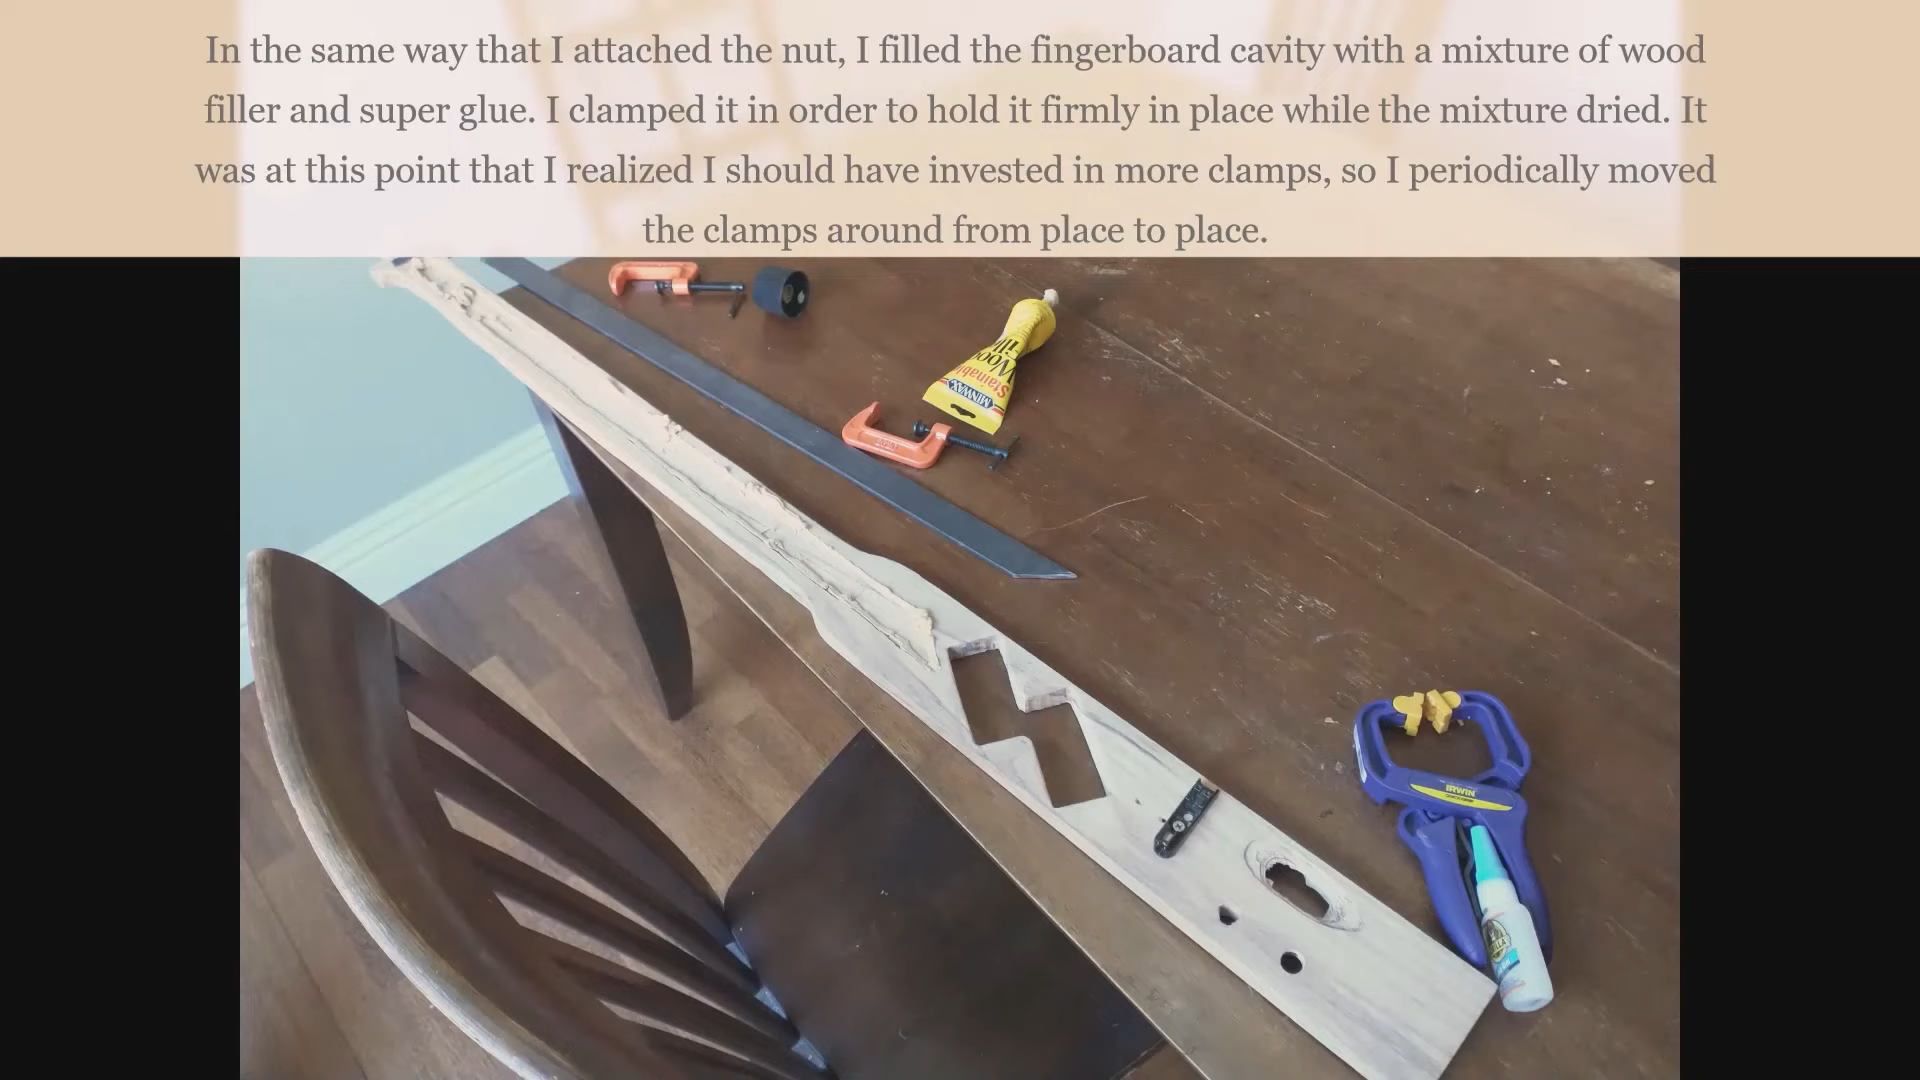 In the same way that I attached the nut, I filled the fingerboard cavity with a mixture of wood
filler and super glue. I clamped it in order to hold it firmly in place while the mixture dried. It
was at this point that I realized I should have invested in more clamps, so I periodically moved
the clamps around from place to place.
Stainable
MINWAX
IRWIN